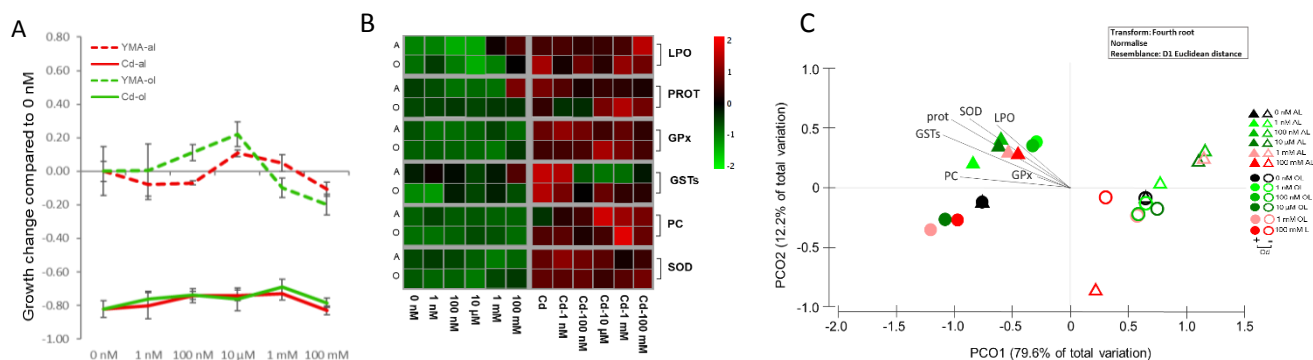 A
0.80
0.60
0.40
0.20
0.00
-0.20
-0.40
-0.60
-0.80
-1.00
Growth change compared to 0 nM
YMA-al
Cd-al
YMA-ol
Cd-ol
0 nM
1 nM
100 nM
10 µM
1 mM
100 mM
B
A
O
LPO
A
O
PROT
A
O
GPx
A
O
GSTs
A
O
PC
A
O
SOD
0 nM
1 nM
100 nM
10 µM
1 mM
100 mM
Cd
Cd-1 nM
Cd-100 nM
Cd-10 µM
Cd-1 mM
Cd-100 mM
2
1
0
-1
-2
C
Transform: Fourth root
Normalise
Resemblance: D1 Euclidean distance
1.0
0.5
0
-0.5
-1.0
PCO2 (12.2% of total variation)
SOD
LPO
prot
GSTs
GPx
PC
-2.0
-1.5
-1.0
-0.5
0
0.5
1.0
1.5
PCO1 (79.6% of total variation)
0 nM AL
1 nM AL
100 nM AL
10 µM AL
1 mM AL
100 mM AL
0 nM OL
1 nM OL
100 nM OL
10 µM OL
1 mM OL
100 mM L
+ -
Cd